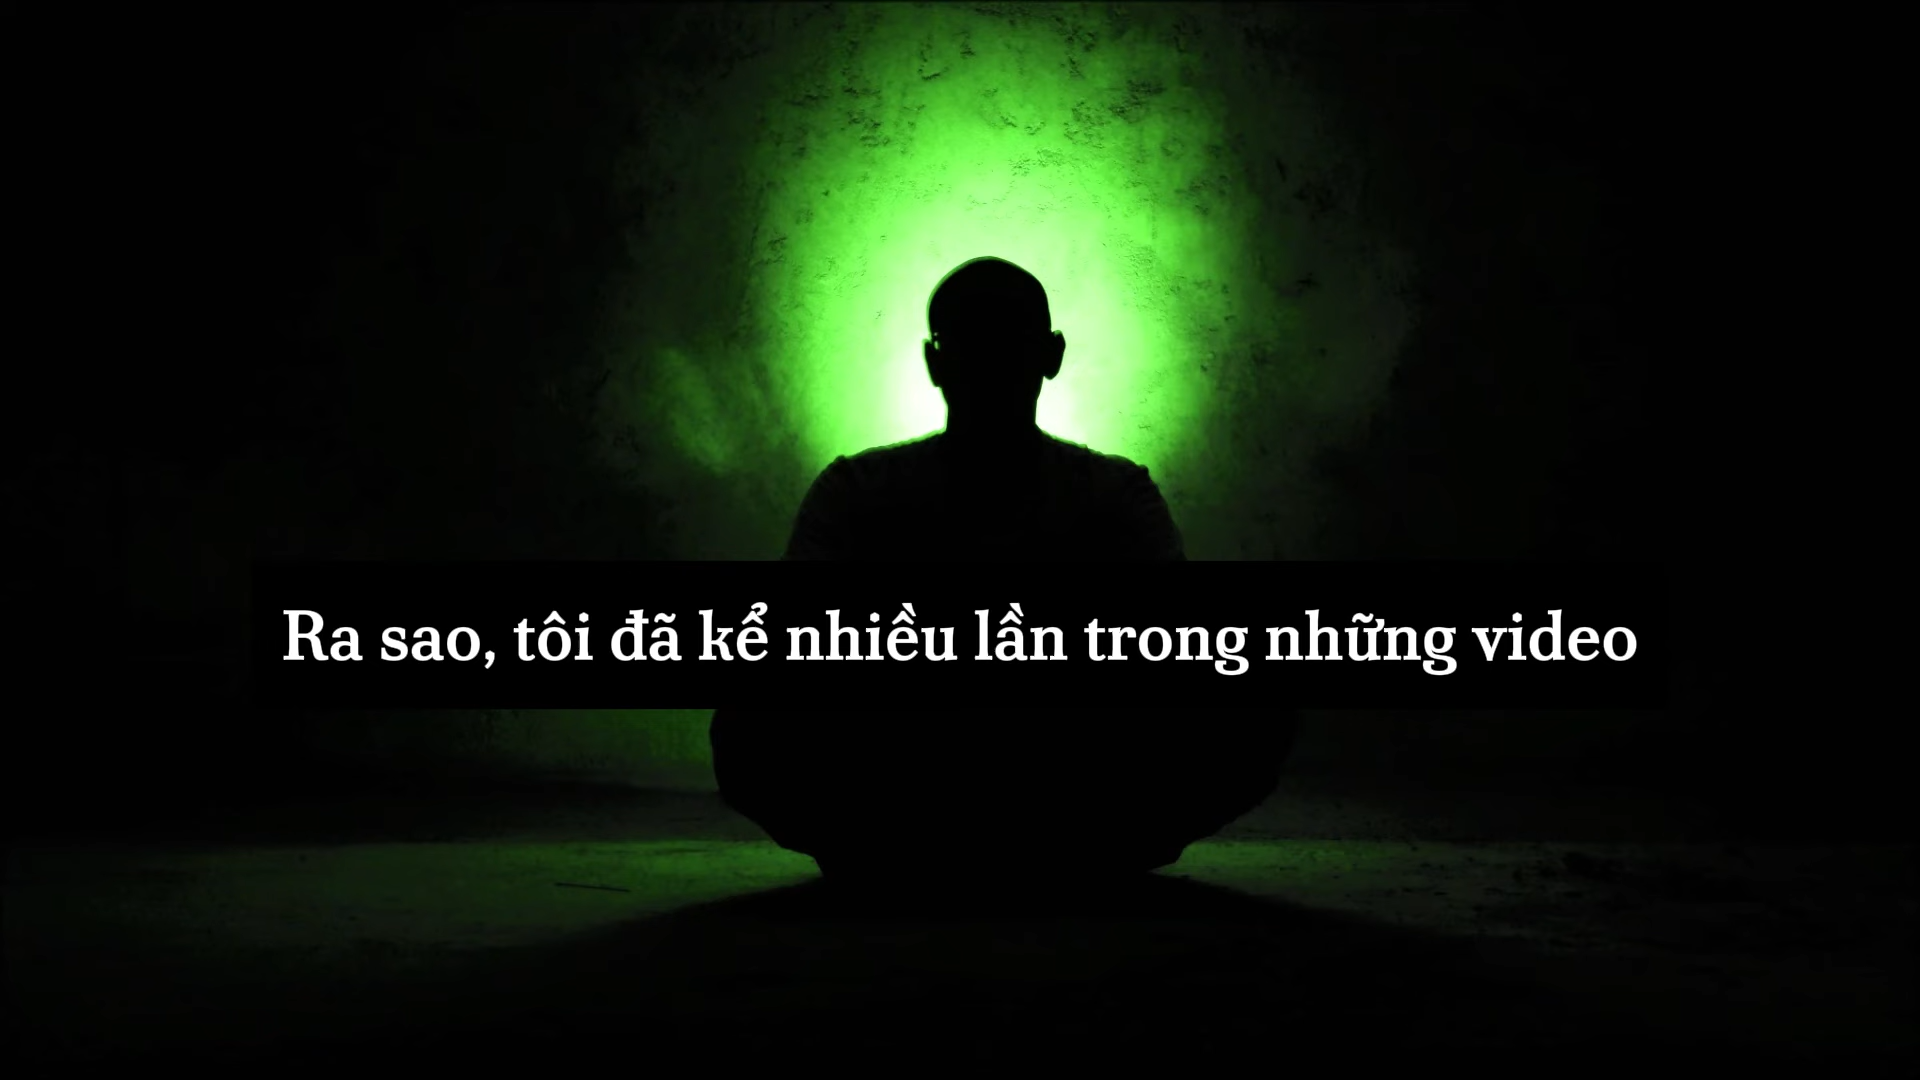 Ra sao, tôi đã kể nhiều lần trong những video